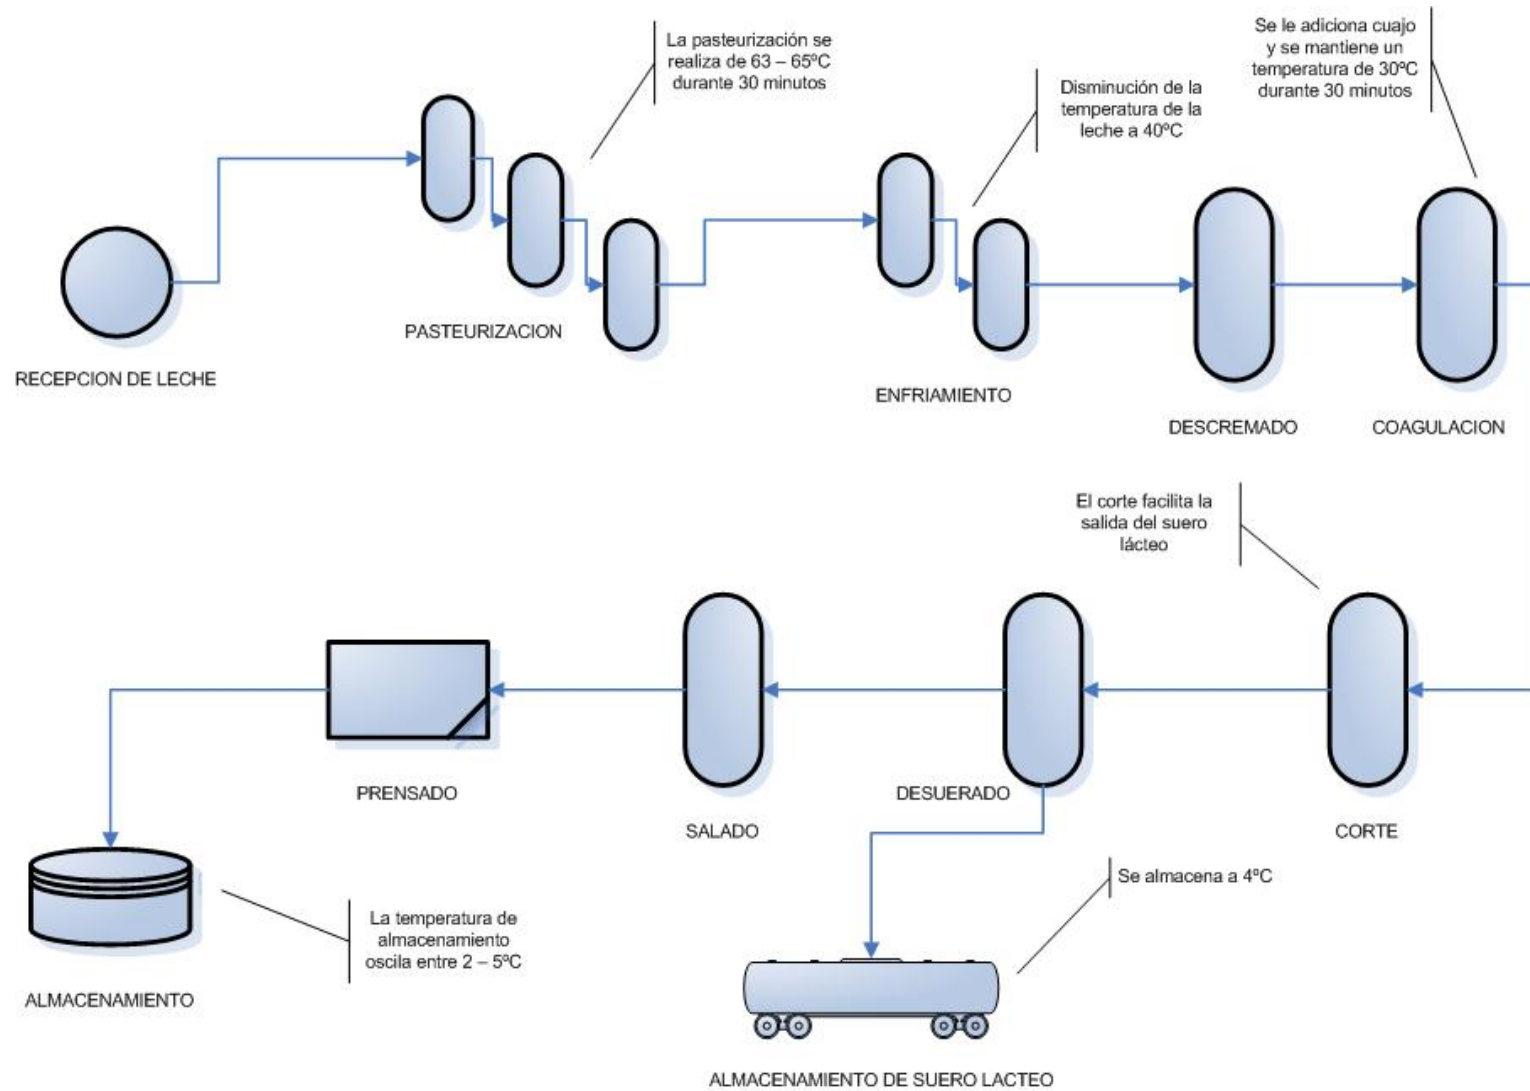 La pasteurización se
realiza de 63 – 65ºC
durante 30 minutos
Disminución de la
temperatura de la
leche a 40ºC
Se le adiciona cuajo
y se mantiene un
temperatura de 30ºC
durante 30 minutos
RECEPCION DE LECHE
PASTEURIZACION
ENFRIAMIENTO
DESCREMADO
COAGULACION
El corte facilita la
salida del suero
lácteo
PRENSADO
SALADO
DESUERADO
CORTE
Se almacena a 4ºC
La temperatura de
almacenamiento
oscila entre 2 – 5ºC
ALMACENAMIENTO
ALMACENAMIENTO DE SUERO LACTEO